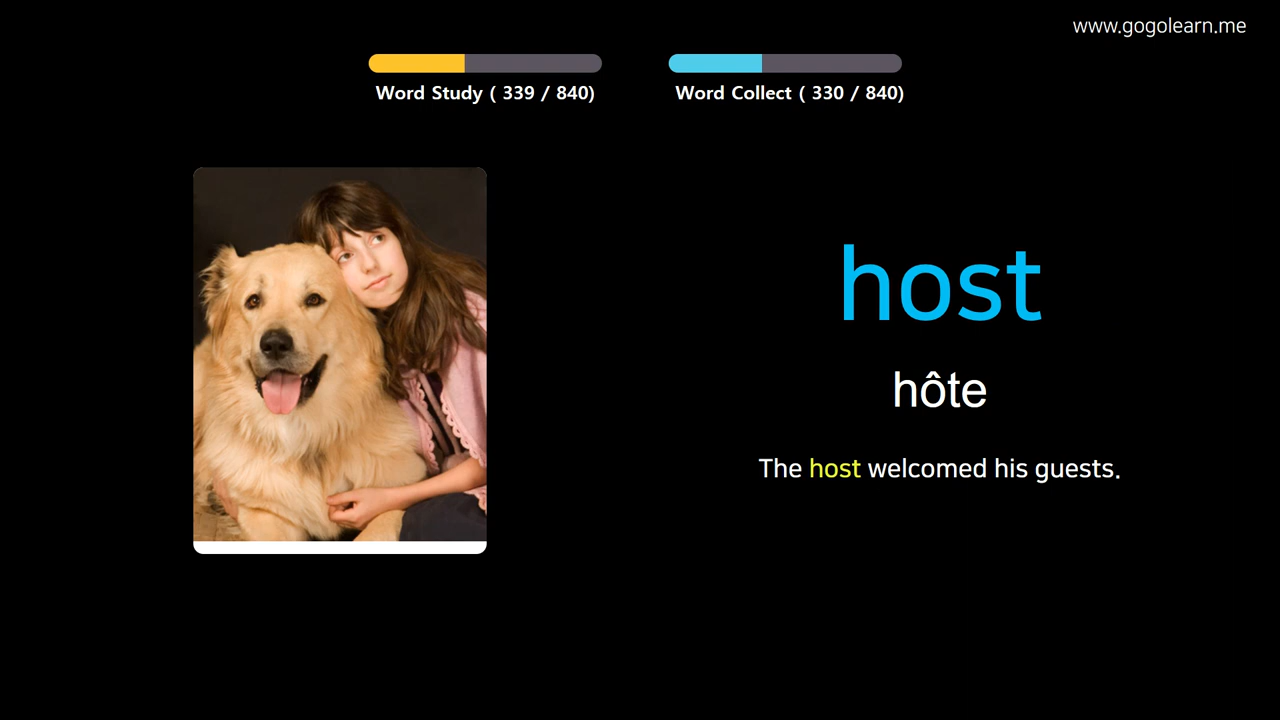 www.gogolearn.me
Word Study ( 339 / 840)
Word Collect ( 330 / 840)
host
hôte
The host welcomed his guests.